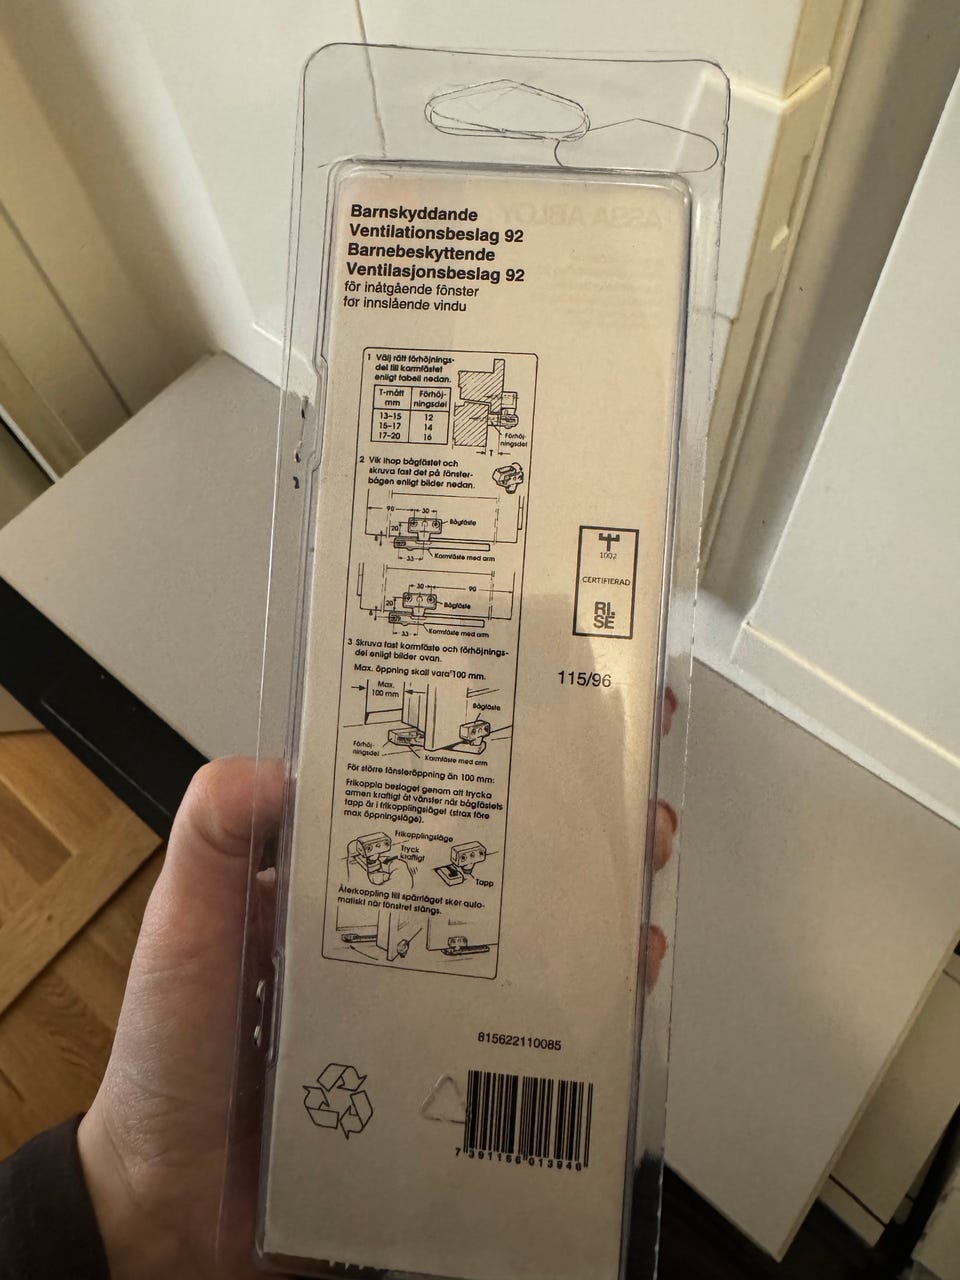 ASSA ABLOY
Barnskyddande
Ventilationsbeslag 92
Barnebeskyttende
Ventilasjonsbeslag 92
för inåtgående fönster
for innslående vindu
1 Välj rätt förhöjnings-
del till karmfästet
enligt tabell nedan.
T-mått
mm
Förhöj-
ningsdel
13-15 12
15-17 14
17-20 16
Förhöj-
ningsdel
T
2 Vik ihop bågfästet och
skruva fast det på fönster-
bågen enligt bilder nedan.
90
30
Bågfäste
20
6
Karmfäste med arm
33
30
90
20
Bågfäste
6
33
Karmfäste med arm
3 Skruva fast karmfäste och förhöjnings-
del enligt bilder ovan.
Max. öppning skall vara 100 mm.
Max.
100 mm
Bågfäste
Förhöj-
ningsdel
Karmfäste med arm
För större fönsteröppning än 100 mm:
Frikoppla beslaget genom att trycka
armen kraftigt åt vänster när bågfästets
tapp är i frikopplingsläget (strax före
max öppningsläge).
Frikopplingsläge
Tryck
kraftigt
Tapp
Återkoppling till spärrläget sker auto-
matiskt när fönstret stängs.
1002
CERTIFIERAD
RI.
SE
115/96
815622110085
7 391156 013946